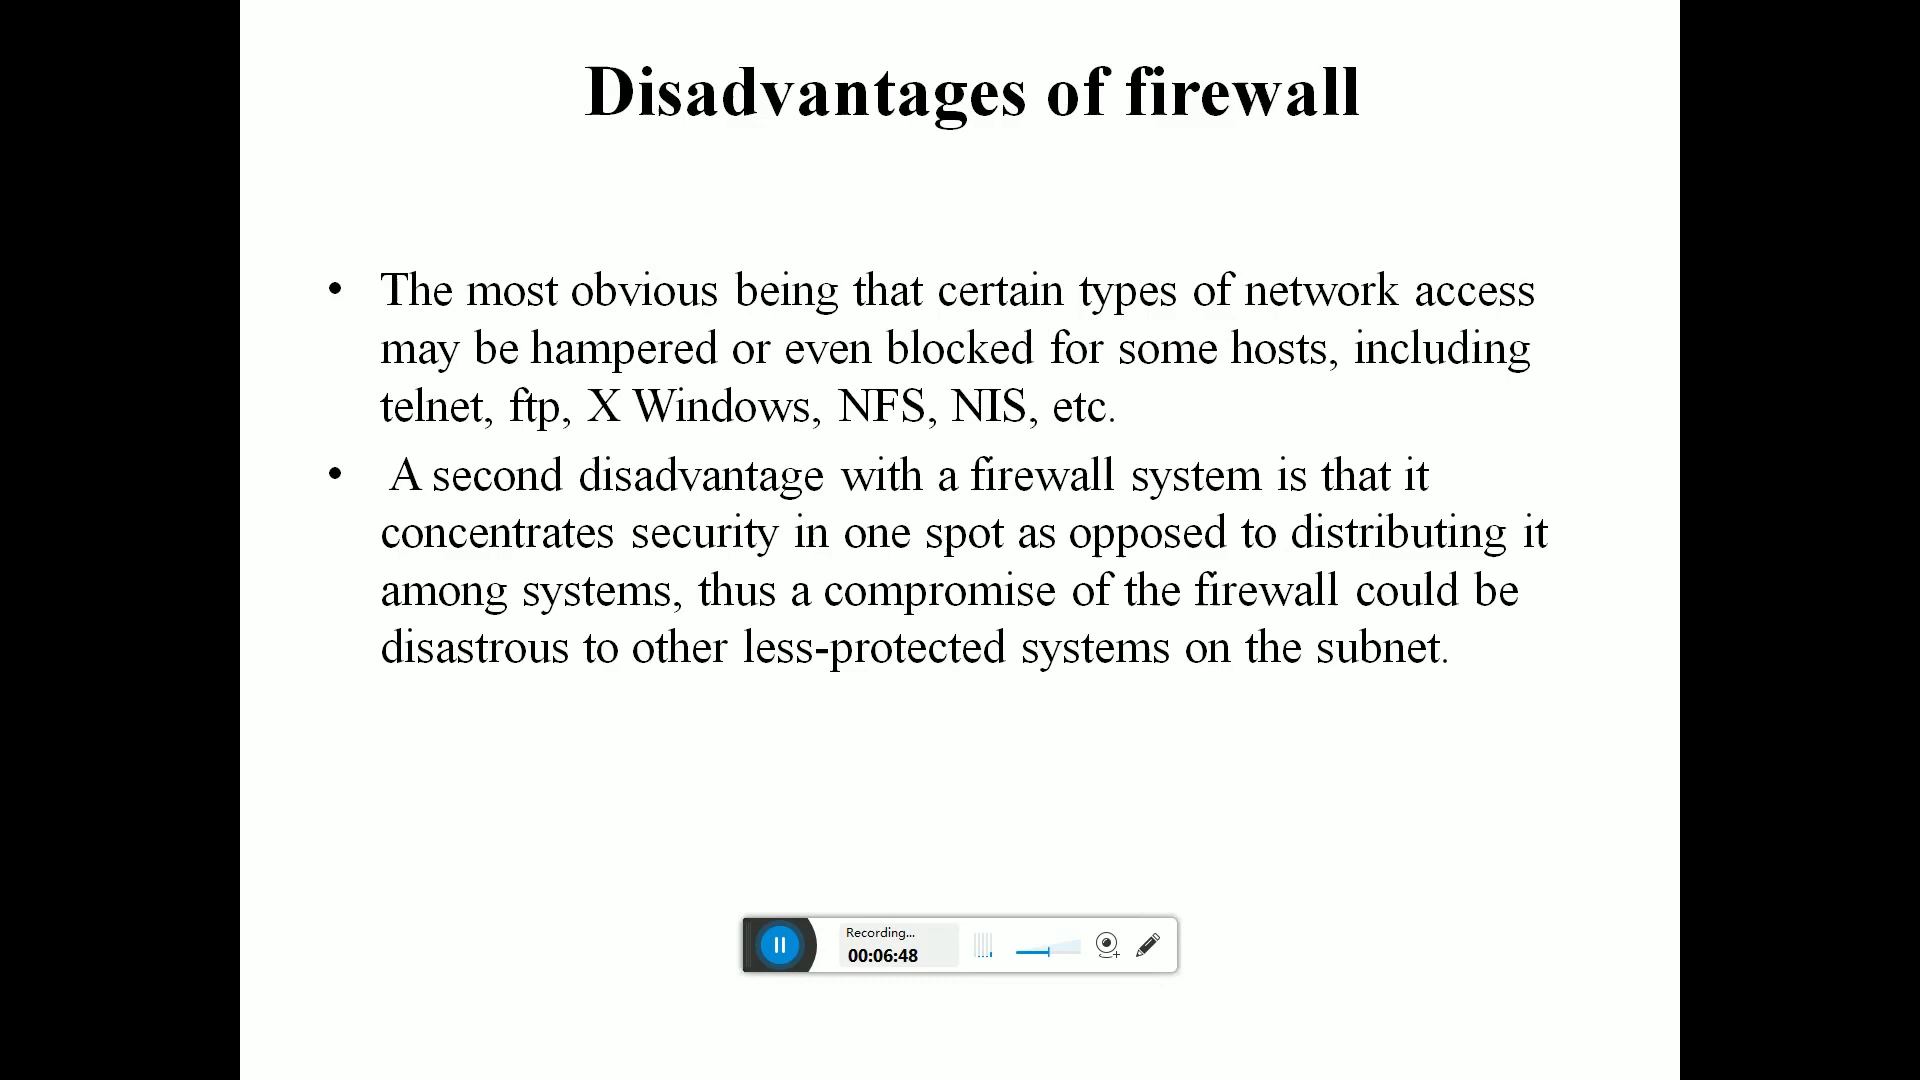 Disadvantages of firewall
• The most obvious being that certain types of network access
may be hampered or even blocked for some hosts, including
telnet, ftp, X Windows, NFS, NIS, etc.
• A second disadvantage with a firewall system is that it
concentrates security in one spot as opposed to distributing it
among systems, thus a compromise of the firewall could be
disastrous to other less-protected systems on the subnet.
Recording...
00:06:48